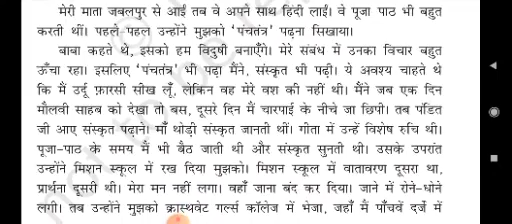 मेरी माता जबलपुर से आईं तब वे अपने साथ हिंदी लाईं। वे पूजा पाठ भी बहुत
करती थीं। पहले-पहल उन्होंने मुझको 'पंचतंत्र' पढ़ना सिखाया।
बाबा कहते थे, इसको हम विदुषी बनाएँगे। मेरे संबंध में उनका विचार बहुत
ऊँचा रहा। इसलिए 'पंचतंत्र' भी पढ़ा मैंने, संस्कृत भी पढ़ी। ये अवश्य चाहते थे
कि मैं उर्दू फ़ारसी सीख लूँ, लेकिन वह मेरे वश की नहीं थी। मैंने जब एक दिन
मौलवी साहब को देखा तो बस, दूसरे दिन मैं चारपाई के नीचे जा छिपी। तब पंडित
जी आए संस्कृत पढ़ाने। माँ थोड़ी संस्कृत जानती थीं। गीता में उन्हें विशेष रुचि थी।
पूजा-पाठ के समय मैं भी बैठ जाती थी और संस्कृत सुनती थी। उसके उपरांत
उन्होंने मिशन स्कूल में रख दिया मुझको। मिशन स्कूल में वातावरण दूसरा था,
प्रार्थना दूसरी थी। मेरा मन नहीं लगा। वहाँ जाना बंद कर दिया। जाने में रोने-धोने
लगी। तब उन्होंने मुझको क्रास्थवेट गर्ल्स कॉलेज में भेजा, जहाँ मैं पाँचवें दर्जे में